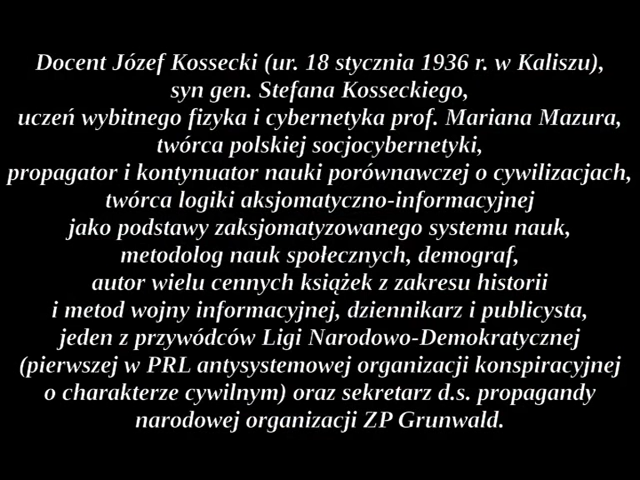 Docent Józef Kossecki (ur. 18 stycznia 1936 r. w Kaliszu),
syn gen. Stefana Kosseckiego,
uczeń wybitnego fizyka i cybernetyka prof. Mariana Mazura,
twórca polskiej socjocybernetyki,
propagator i kontynuator nauki porównawczej o cywilizacjach,
twórca logiki aksjomatyczno-informacyjnej
jako podstawy zaksjomatyzowanego systemu nauk,
metodolog nauk społecznych, demograf,
autor wielu cennych książek z zakresu historii
i metod wojny informacyjnej, dziennikarz i publicysta,
jeden z przywódców Ligi Narodowo-Demokratycznej
(pierwszej w PRL antysystemowej organizacji konspiracyjnej
o charakterze cywilnym) oraz sekretarz d.s. propagandy
narodowej organizacji ZP Grunwald.